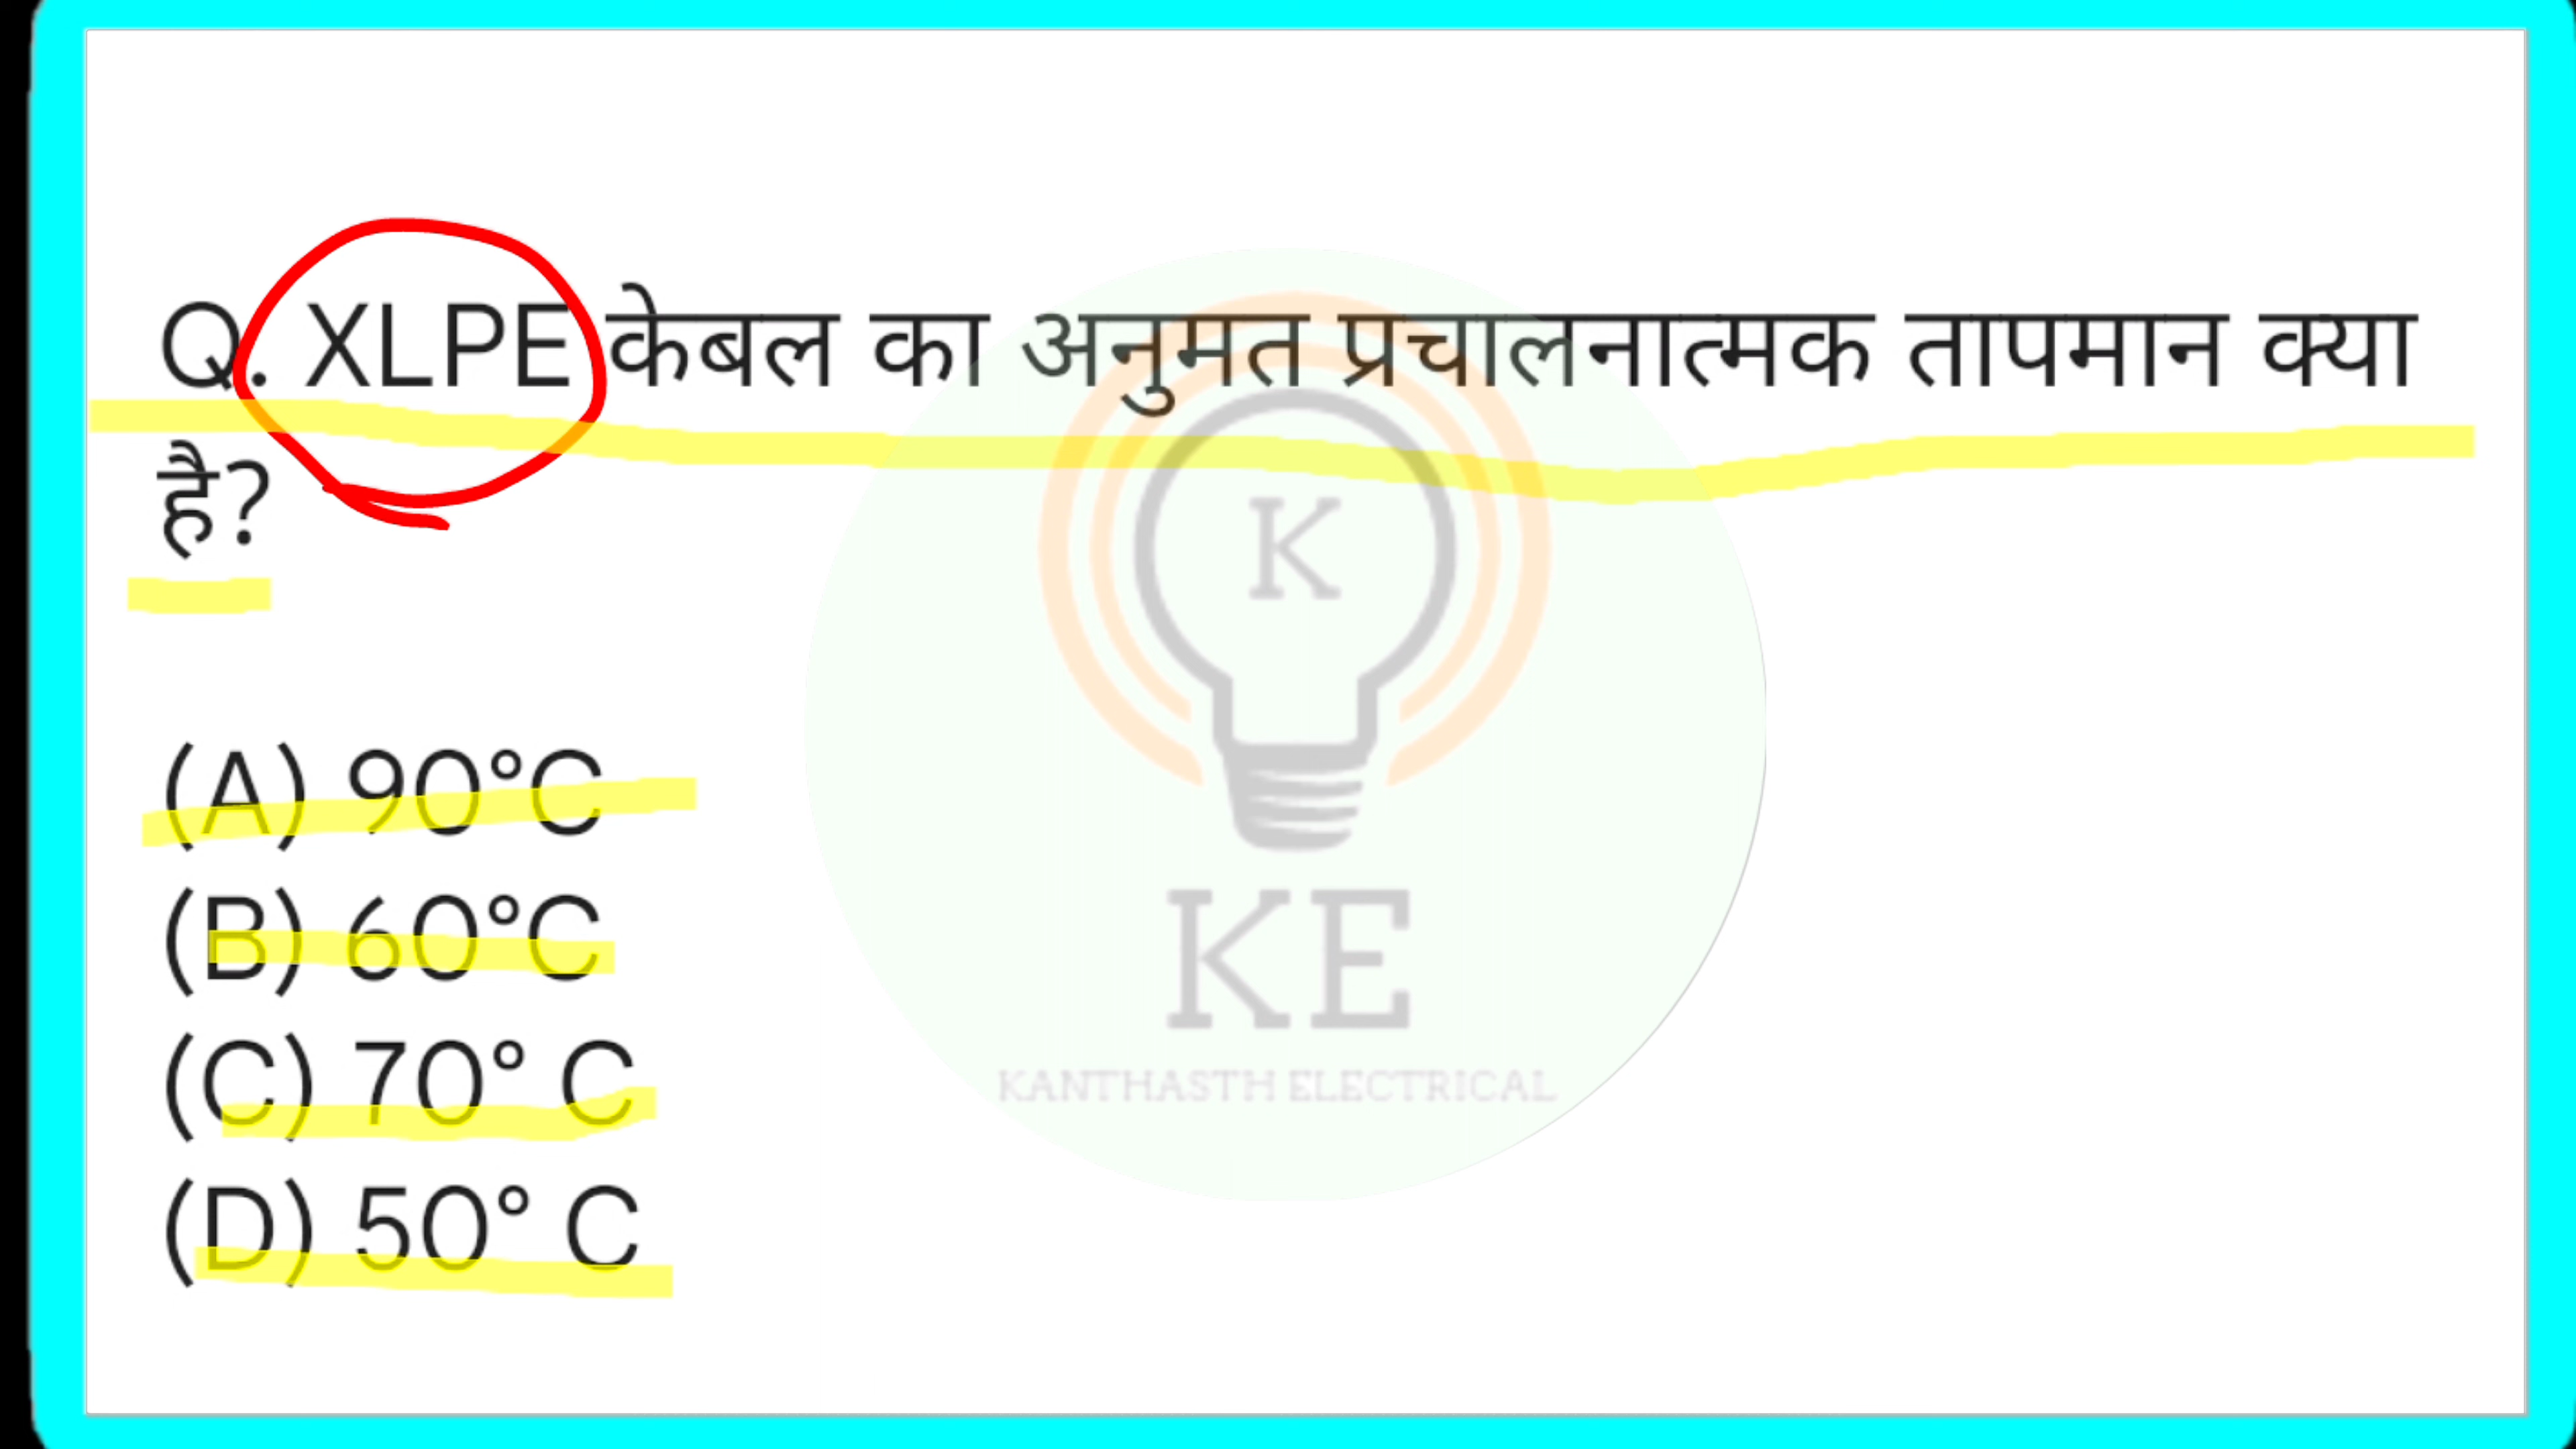 Q. XLPE केबल का अनुमत प्रचालनात्मक तापमान क्या
है?
(A) 90°C
(B) 60°C
(C) 70° C
(D) 50° C
K
KE
KANTHASTH ELECTRICAL